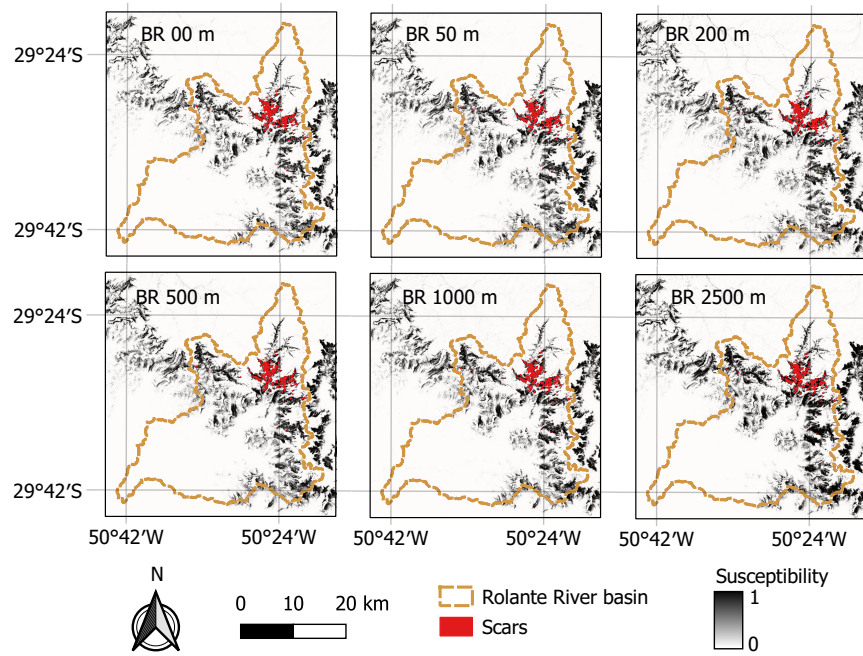 BR 00 m
BR 50 m
BR 200 m
29°24′S
29°42′S
BR 500 m
BR 1000 m
BR 2500 m
29°24′S
29°42′S
50°42′W
50°24′W
50°42′W
50°24′W
50°42′W
50°24′W
N
0 10 20 km
Rolante River basin
Scars
Susceptibility
1
0